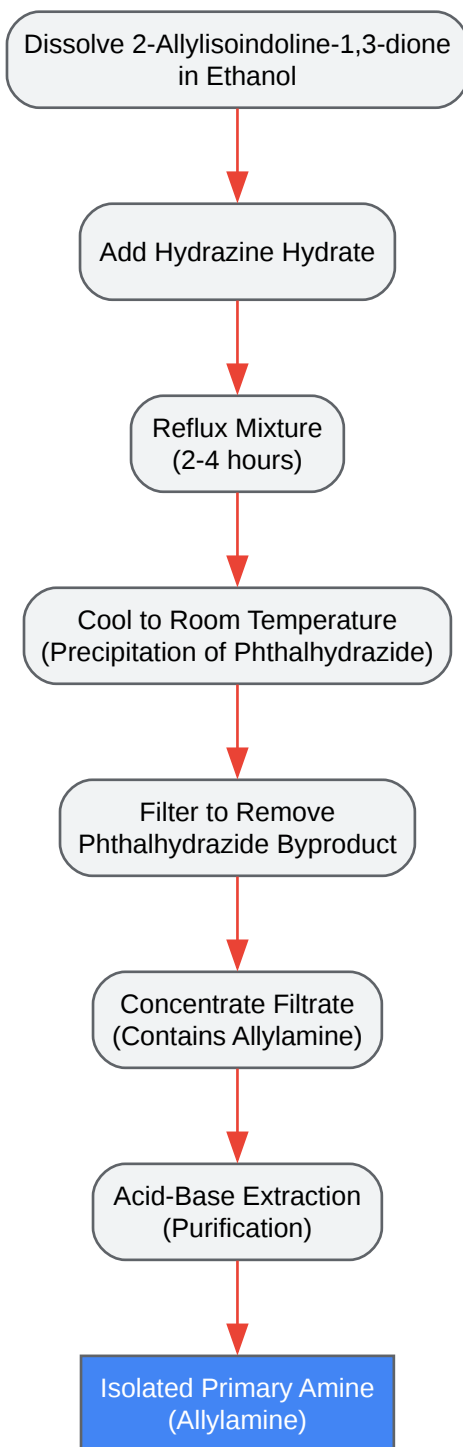 Dissolve 2-Allylisoindoline-1,3-dione
in Ethanol
Add Hydrazine Hydrate
Reflux Mixture
(2-4 hours)
Cool to Room Temperature
(Precipitation of Phthalhydrazide)
Filter to Remove
Phthalhydrazide Byproduct
Concentrate Filtrate
(Contains Allylamine)
Acid-Base Extraction
(Purification)
Isolated Primary Amine
(Allylamine)